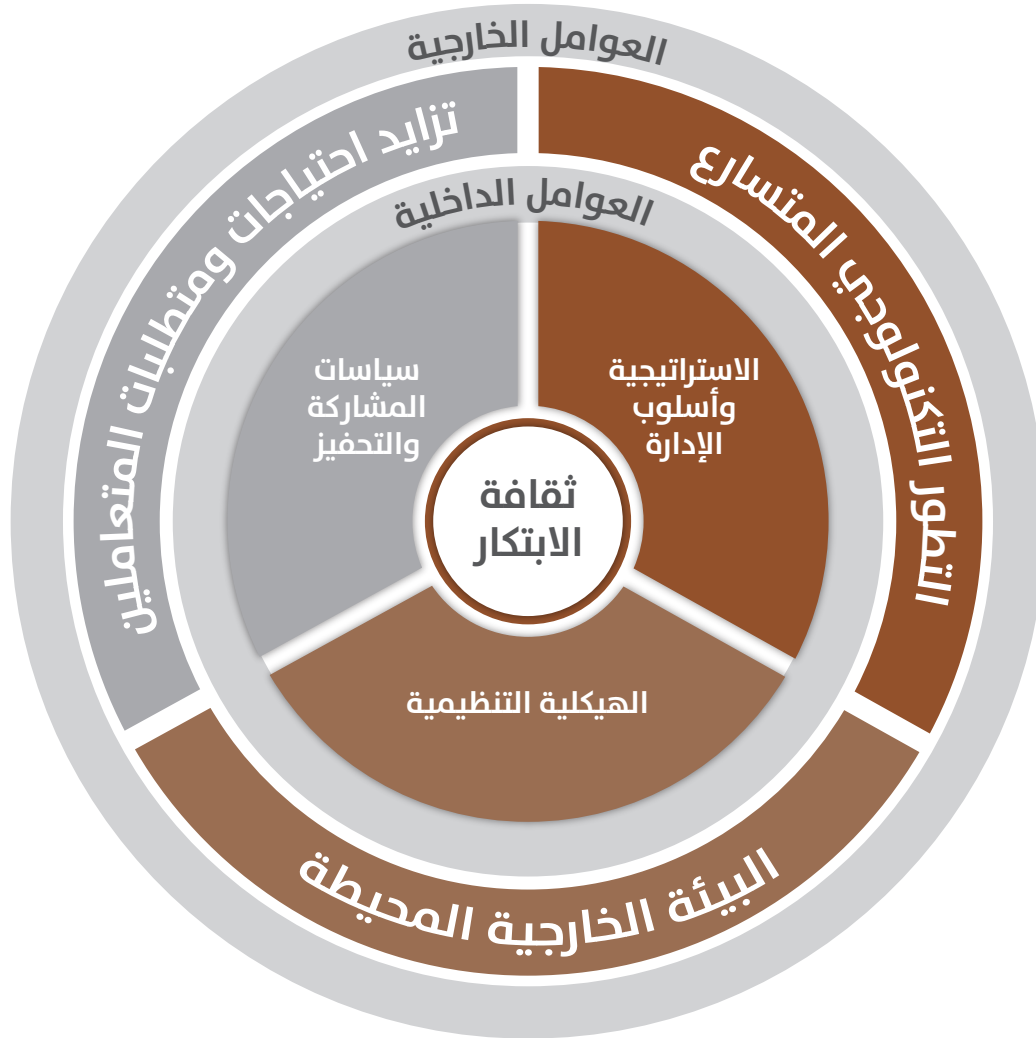 العوامل الخارجية
التطور التكنولوجي المتسارع
تزايد احتياجات ومتطلبات المتعاملين
البيئة الخارجية المحيطة
العوامل الداخلية
الاستراتيجية
وأسلوب
الإدارة
سياسات
المشاركة
والتحفيز
الهيكلية التنظيمية
ثقافة
الابتكار